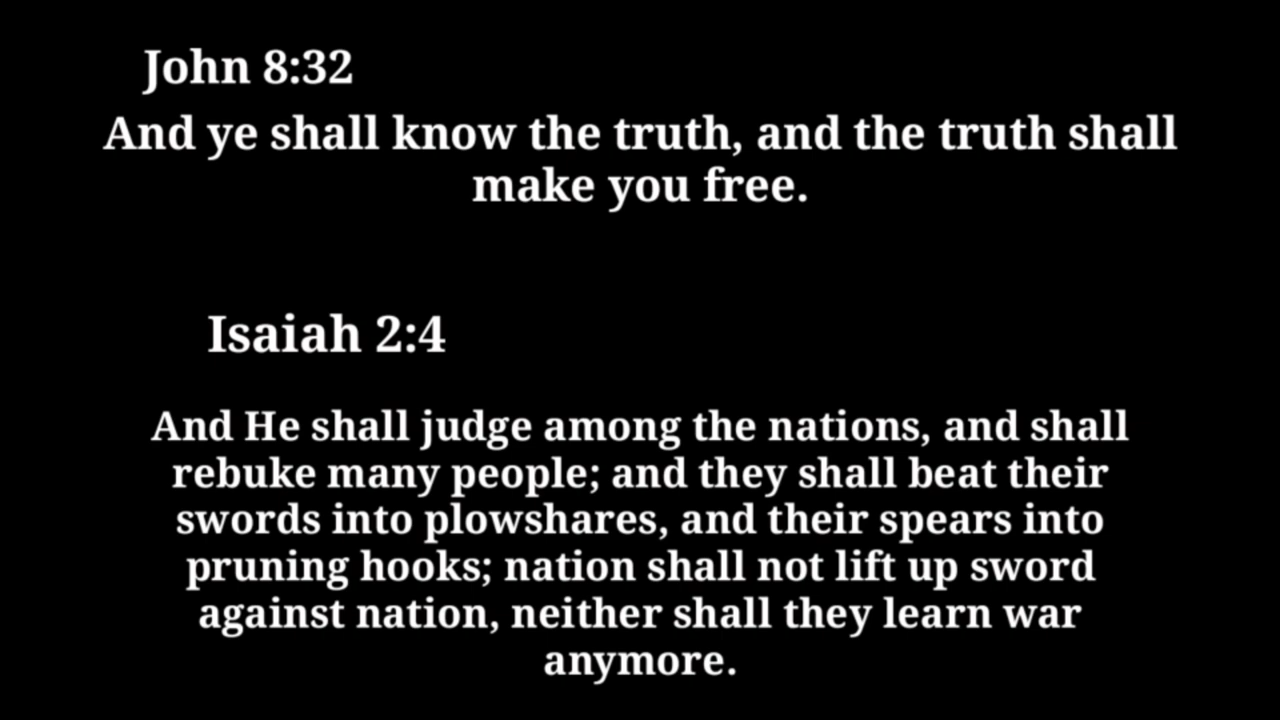 John 8:32
And ye shall know the truth, and the truth shall
make you free.
Isaiah 2:4
And He shall judge among the nations, and shall
rebuke many people; and they shall beat their
swords into plowshares, and their spears into
pruning hooks; nation shall not lift up sword
against nation, neither shall they learn war
anymore.